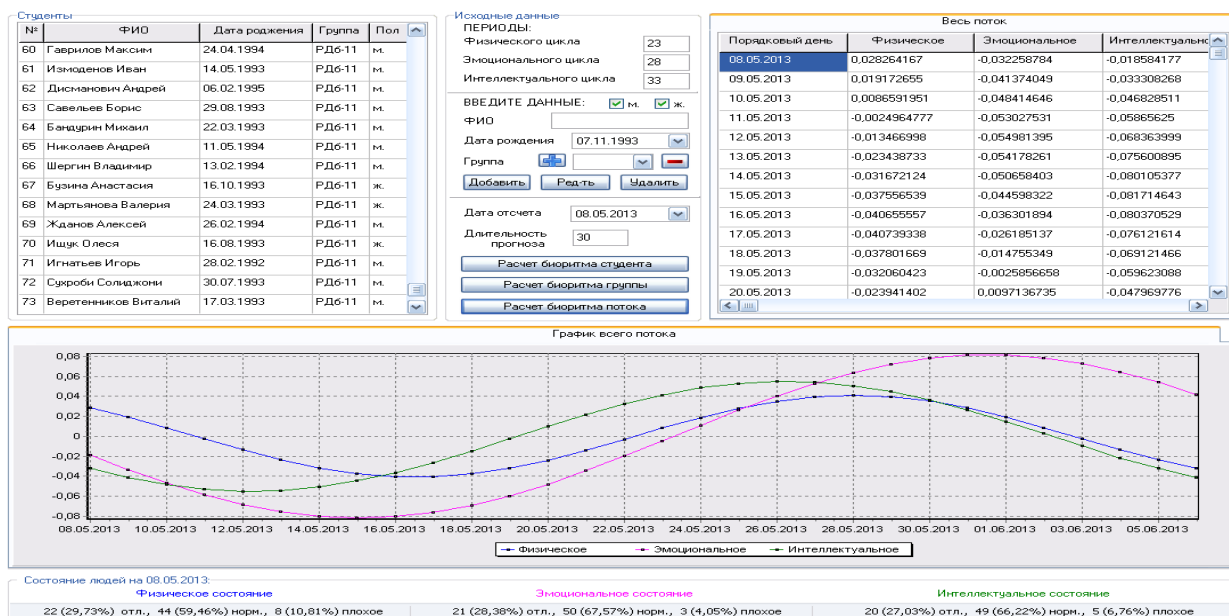 Студенты
№ ФИО Дата роджения Группа Пол
60 Гаврилов Максим 24.04.1994 РДб-11 м.
61 Измоденов Иван 14.05.1993 РДб-11 м.
62 Дисманович Андрей 06.02.1995 РДб-11 м.
63 Савельев Борис 29.08.1993 РДб-11 м.
64 Бандурин Михаил 22.03.1993 РДб-11 м.
65 Николаев Андрей 11.05.1994 РДб-11 м.
66 Шергин Владимир 13.02.1994 РДб-11 м.
67 Бузина Анастасия 16.10.1993 РДб-11 ж.
68 Мартьянова Валерия 24.03.1993 РДб-11 ж.
69 Жданов Алексей 26.02.1994 РДб-11 м.
70 Ищук Олеся 16.08.1993 РДб-11 ж.
71 Игнатьев Игорь 28.02.1992 РДб-11 м.
72 Сухроби Солиджони 30.07.1993 РДб-11 м.
73 Веретенников Виталий 17.03.1993 РДб-11 м.
Исходные данные
ПЕРИОДЫ:
Физического цикла 23
Эмоционального цикла 28
Интеллектуального цикла 33
ВВЕДИТЕ ДАННЫЕ: м. ж.
ФИО
Дата рождения 07.11.1993
Группа
Добавить Ред-ть Удалить
Дата отсчета 08.05.2013
Длительность
прогноза 30
Расчет биоритма студента
Расчет биоритма группы
Расчет биоритма потока
Весь поток
Порядковый день Физическое Эмоциональное Интеллектуальнс
08.05.2013 0,028264167 -0,032258784 -0,018584177
09.05.2013 0,019172655 -0,041374049 -0,033308268
10.05.2013 0,0086591951 -0,048414646 -0,046828511
11.05.2013 -0,0024964777 -0,053027531 -0,05865625
12.05.2013 -0,013466998 -0,054981395 -0,068363999
13.05.2013 -0,023438733 -0,054178261 -0,075600895
14.05.2013 -0,031672124 -0,050658403 -0,080105377
15.05.2013 -0,037556539 -0,044598322 -0,081714643
16.05.2013 -0,040655557 -0,036301894 -0,080370529
17.05.2013 -0,040739338 -0,026185137 -0,076121614
18.05.2013 -0,037801669 -0,014755349 -0,069121466
19.05.2013 -0,032060423 -0,0025856658 -0,059623088
20.05.2013 -0,023941402 0,0097136735 -0,047969776
График всего потока
0,08
0,06
0,04
0,02
0
-0,02
-0,04
-0,06
-0,08
08.05.2013 10.05.2013 12.05.2013 14.05.2013 16.05.2013 18.05.2013 20.05.2013 22.05.2013 24.05.2013 26.05.2013 28.05.2013 30.05.2013 01.06.2013 03.06.2013 05.06.2013
Физическое Эмоциональное Интеллектуальное
Состояние людей на 08.05.2013:
Физическое состояние Эмоциональное состояние Интеллектуальное состояние
22 (29,73%) отл., 44 (59,46%) норм., 8 (10,81%) плохое 21 (28,38%) отл., 50 (67,57%) норм., 3 (4,05%) плохое 20 (27,03%) отл., 49 (66,22%) норм., 5 (6,76%) плохое